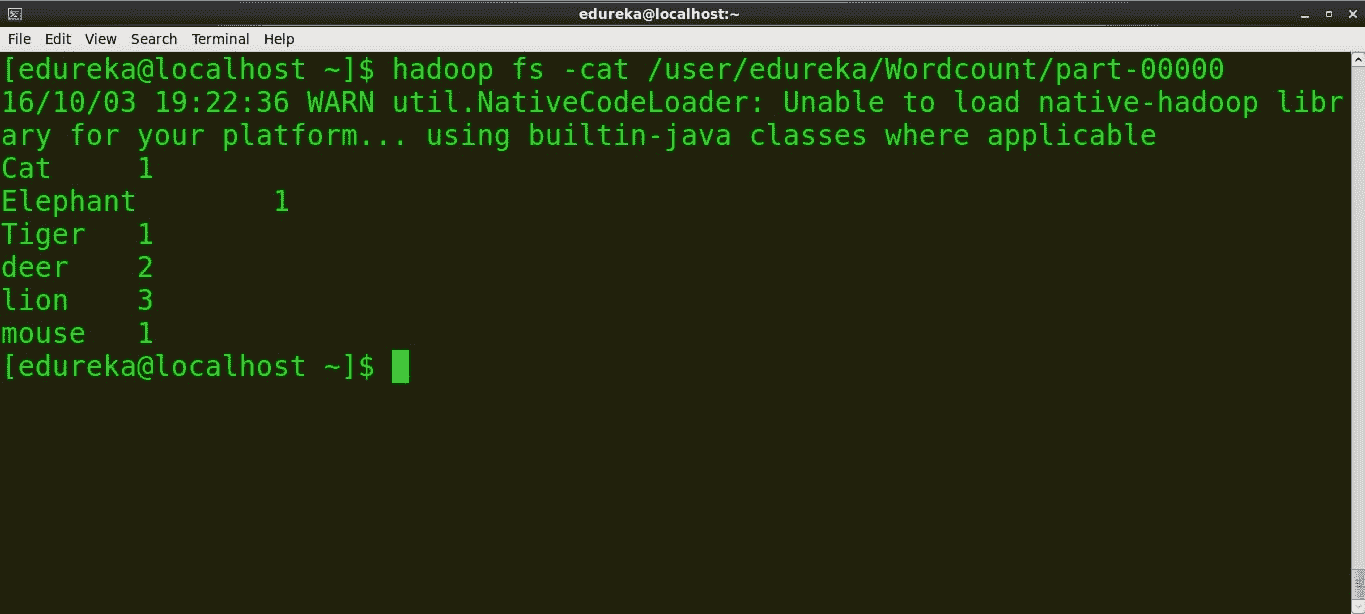 edureka@localhost:~
File Edit View Search Terminal Help
[edureka@localhost ~]$ hadoop fs -cat /user/edureka/Wordcount/part-00000
16/10/03 19:22:36 WARN util.NativeCodeLoader: Unable to load native-hadoop libr
ary for your platform... using builtin-java classes where applicable
Cat 1
Elephant 1
Tiger 1
deer 2
lion 3
mouse 1
[edureka@localhost ~]$